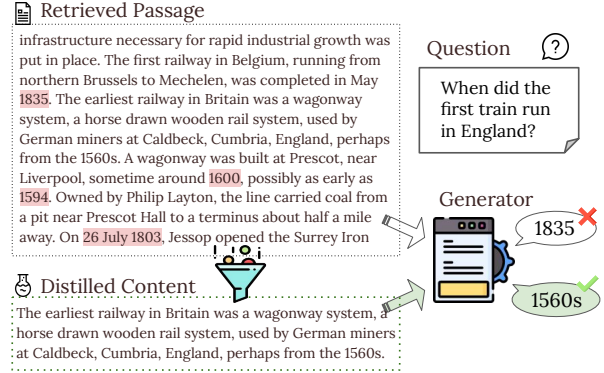 Retrieved Passage
infrastructure necessary for rapid industrial growth was
put in place. The first railway in Belgium, running from
northern Brussels to Mechelen, was completed in May
1835. The earliest railway in Britain was a wagonway
system, a horse drawn wooden rail system, used by
German miners at Caldbeck, Cumbria, England, perhaps
from the 1560s. A wagonway was built at Prescot, near
Liverpool, sometime around 1600, possibly as early as
1594. Owned by Philip Layton, the line carried coal from
a pit near Prescot Hall to a terminus about half a mile
away. On 26 July 1803, Jessop opened the Surrey Iron
Distilled Content
The earliest railway in Britain was a wagonway system, a
horse drawn wooden rail system, used by German miners
at Caldbeck, Cumbria, England, perhaps from the 1560s.
Question
When did the
first train run
in England?
Generator
1835
1560s